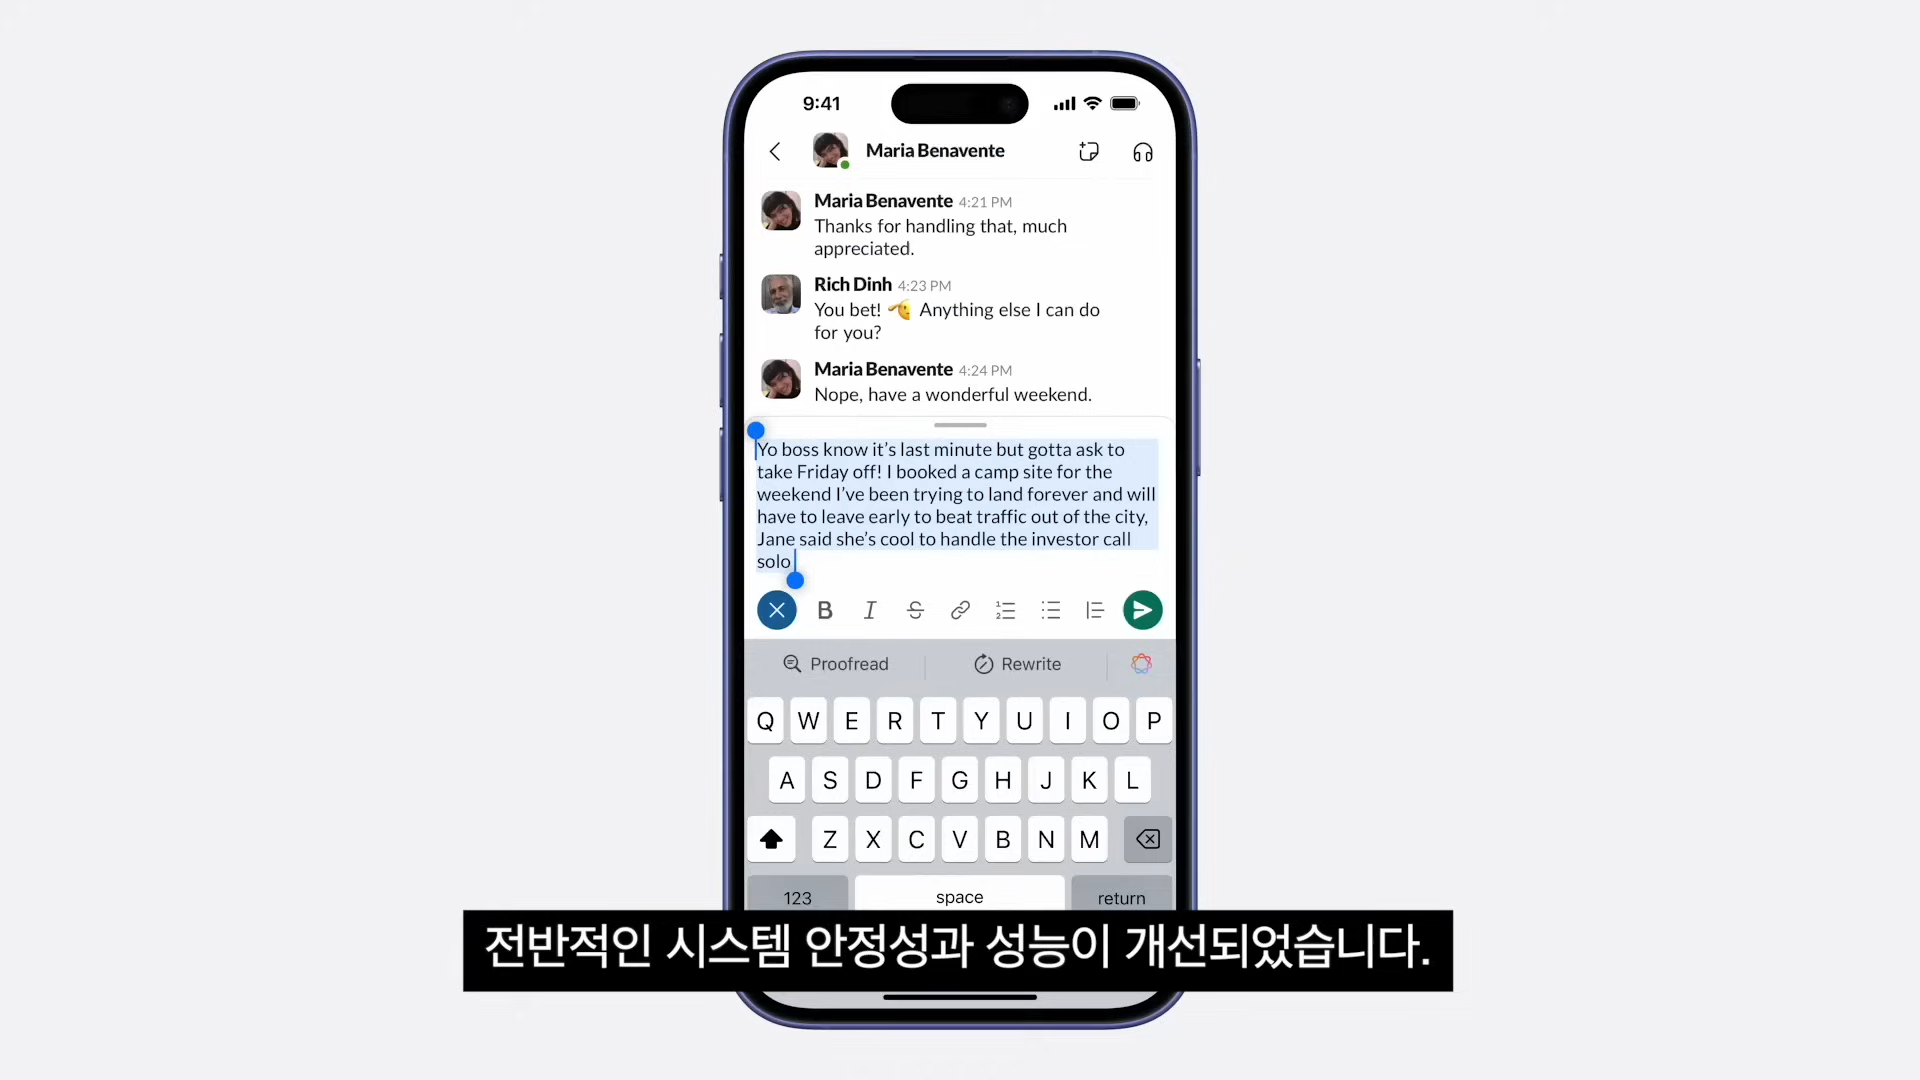 9:41
Maria Benavente
Maria Benavente 4:21 PM
Thanks for handling that, much
appreciated.
Rich Dinh 4:23 PM
You bet! 🫡 Anything else I can do
for you?
Maria Benavente 4:24 PM
Nope, have a wonderful weekend.
Yo boss know it’s last minute but gotta ask to
take Friday off! I booked a camp site for the
weekend I’ve been trying to land forever and will
have to leave early to beat traffic out of the city,
Jane said she’s cool to handle the investor call
solo
B I S
Proofread Rewrite
Q W E R T Y U I O P
A S D F G H J K L
Z X C V B N M
123 space return
전반적인 시스템 안정성과 성능이 개선되었습니다.